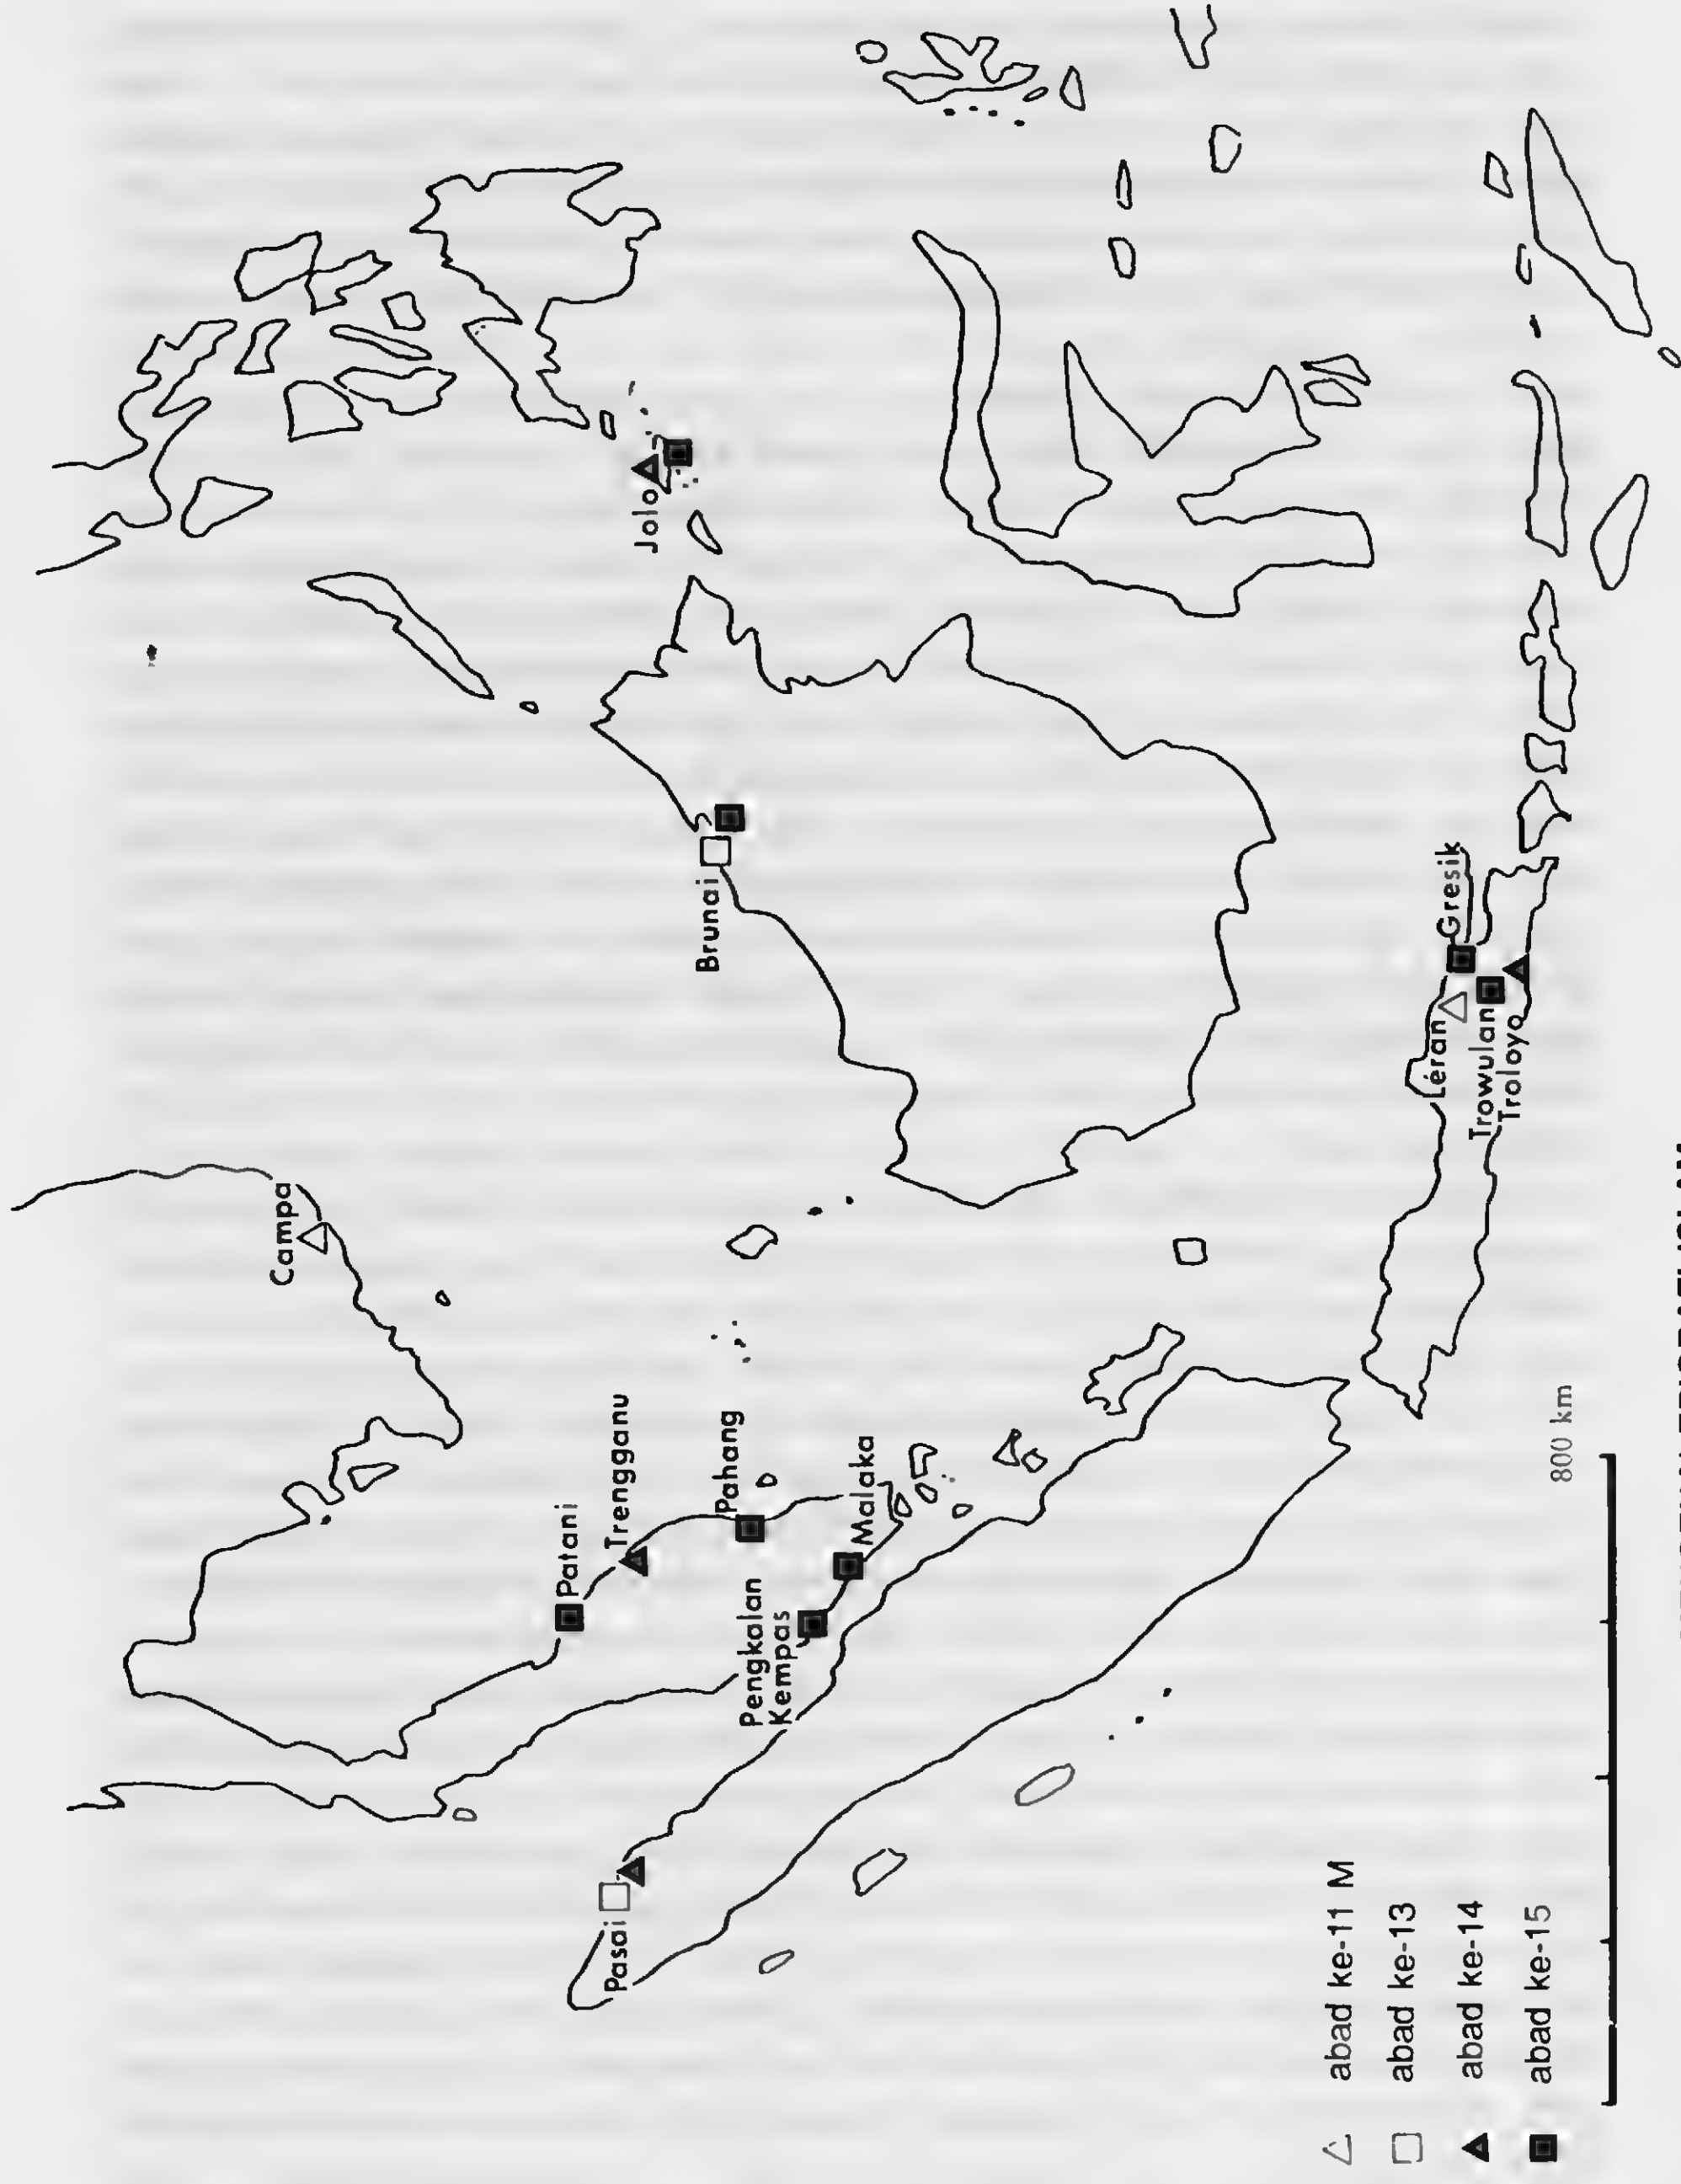 Campa
Patani
Trengganu
Pahang
Pengkalan
Kempas
Malaka
Pasai
Jolo
Brunai
Gresik
Léran
Trowulan
Troloyo
abad ke-11 M
abad ke-13
abad ke-14
abad ke-15
800 km